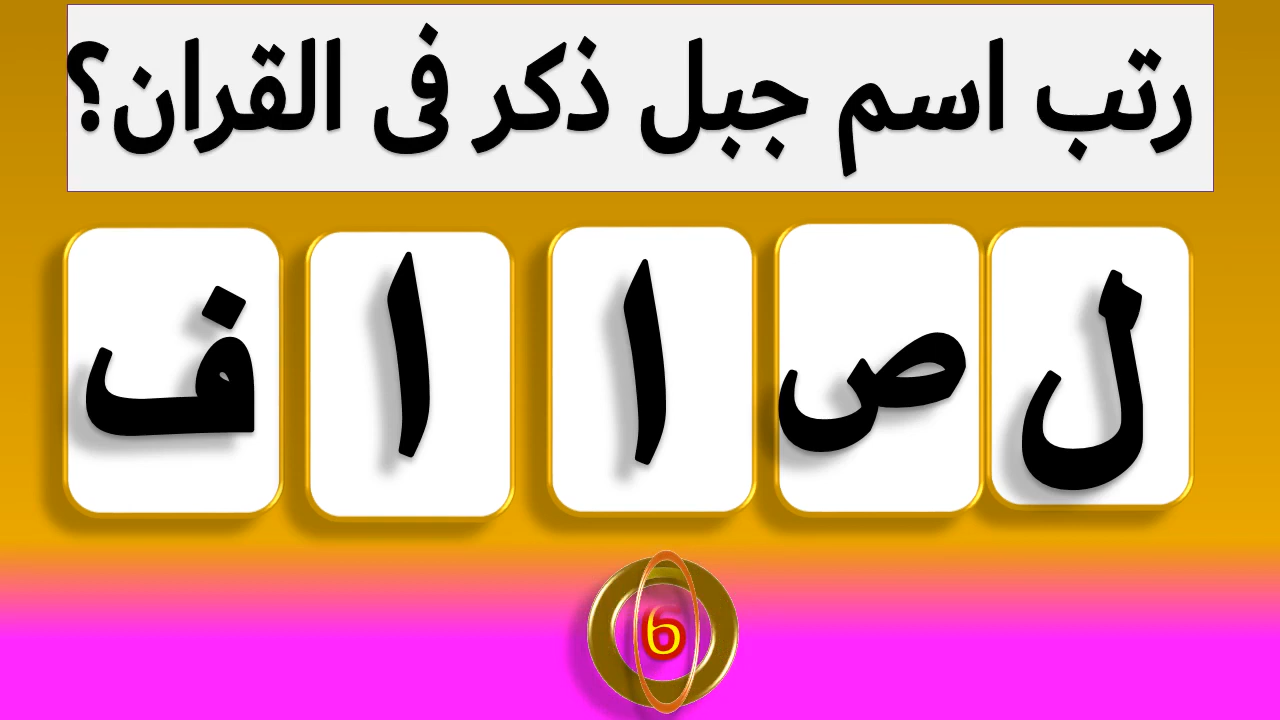 رتب اسم جبل ذكر فى القران؟
ل ص ا ا ف
6